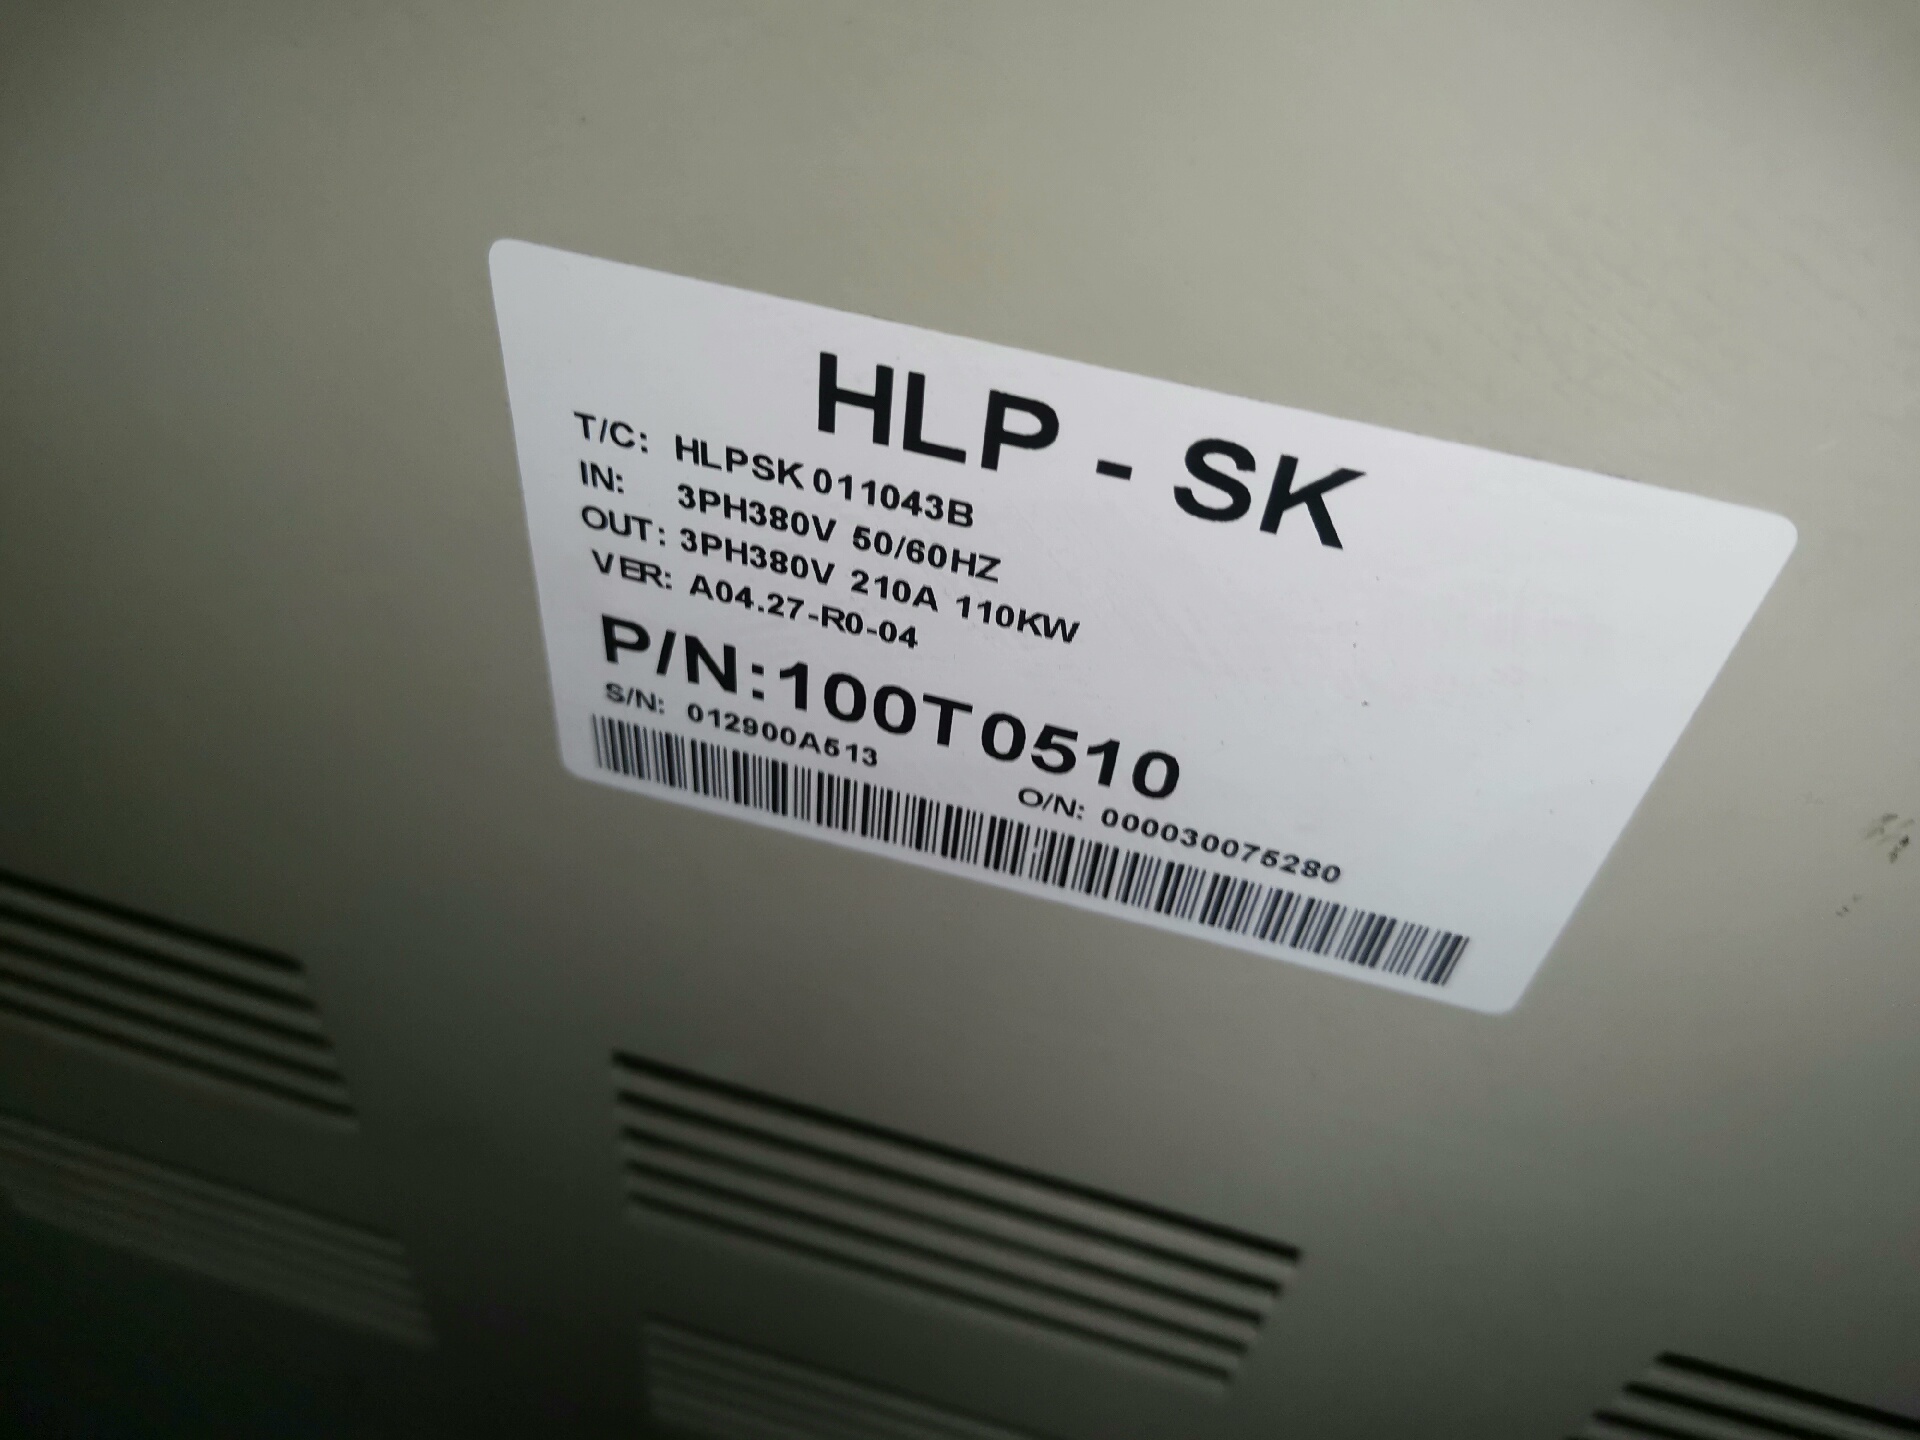 HLP - SK
T/C: HLPSK 011043B
IN: 3PH380V 50/60HZ
OUT: 3PH380V 210A 110KW
VER: A04.27-R0-04
P/N:100T0510
S/N: 012900A513
O/N: 000030075280